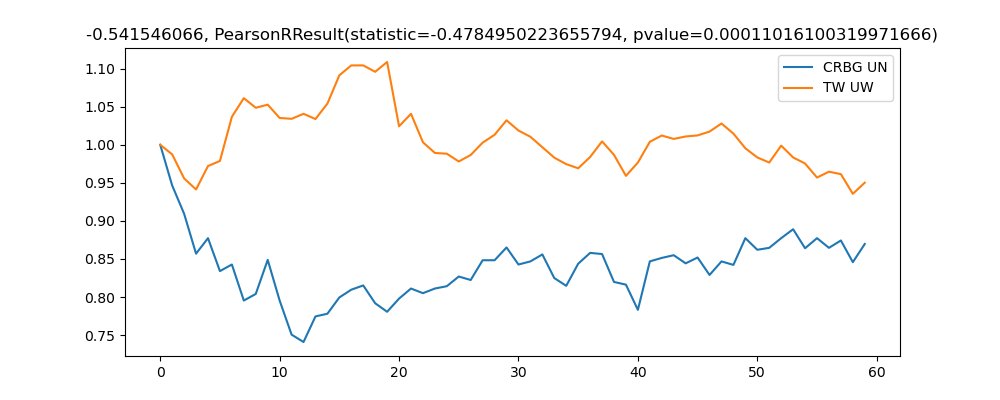 -0.541546066, PearsonRResult(statistic=-0.4784950223655794, pvalue=0.00011016100319971666)
1.10
1.05
1.00
0.95
0.90
0.85
0.80
0.75
CRBG UN
TW UW
0 10 20 30 40 50 60